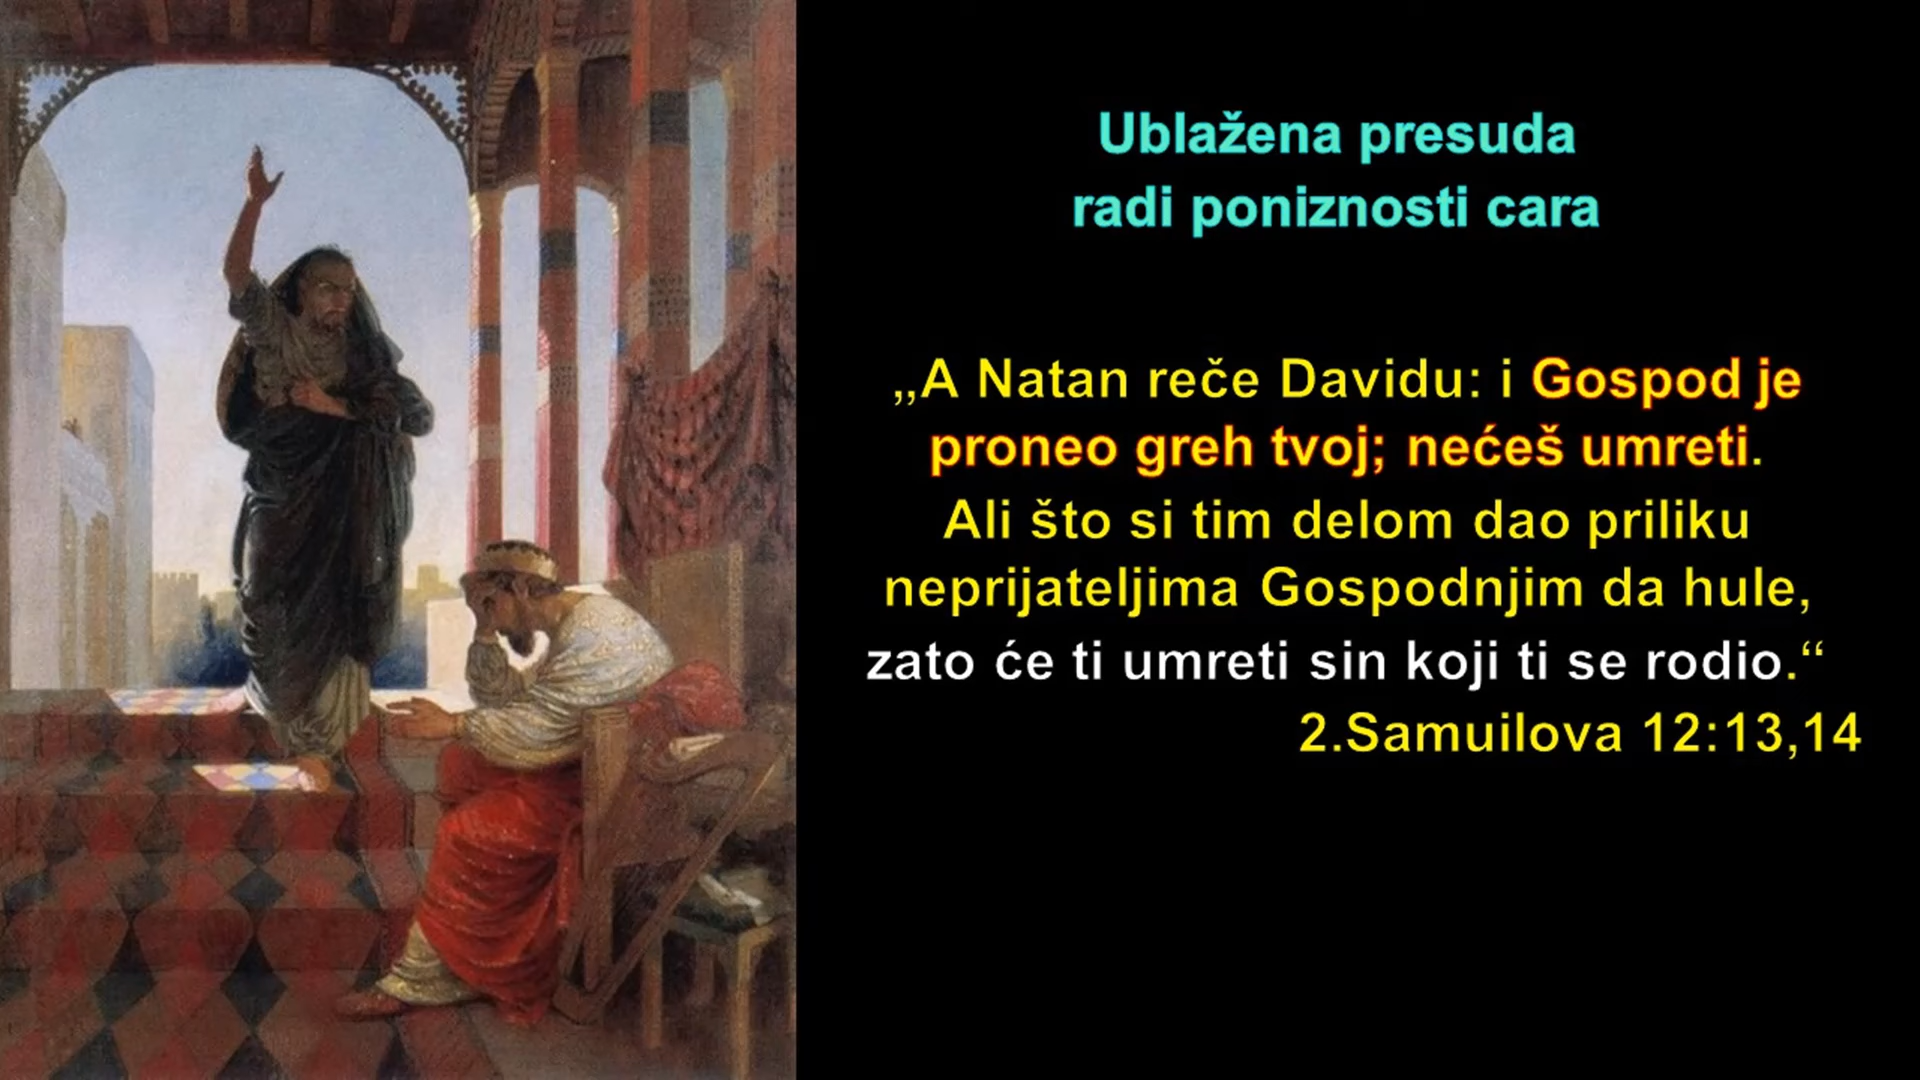 Ublažena presuda
radi poniznosti cara
„A Natan reče Davidu: i Gospod je
proneo greh tvoj; nećeš umreti.
Ali što si tim delom dao priliku
neprijateljima Gospodnjim da hule,
zato će ti umreti sin koji ti se rodio.“
2.Samuilova 12:13,14